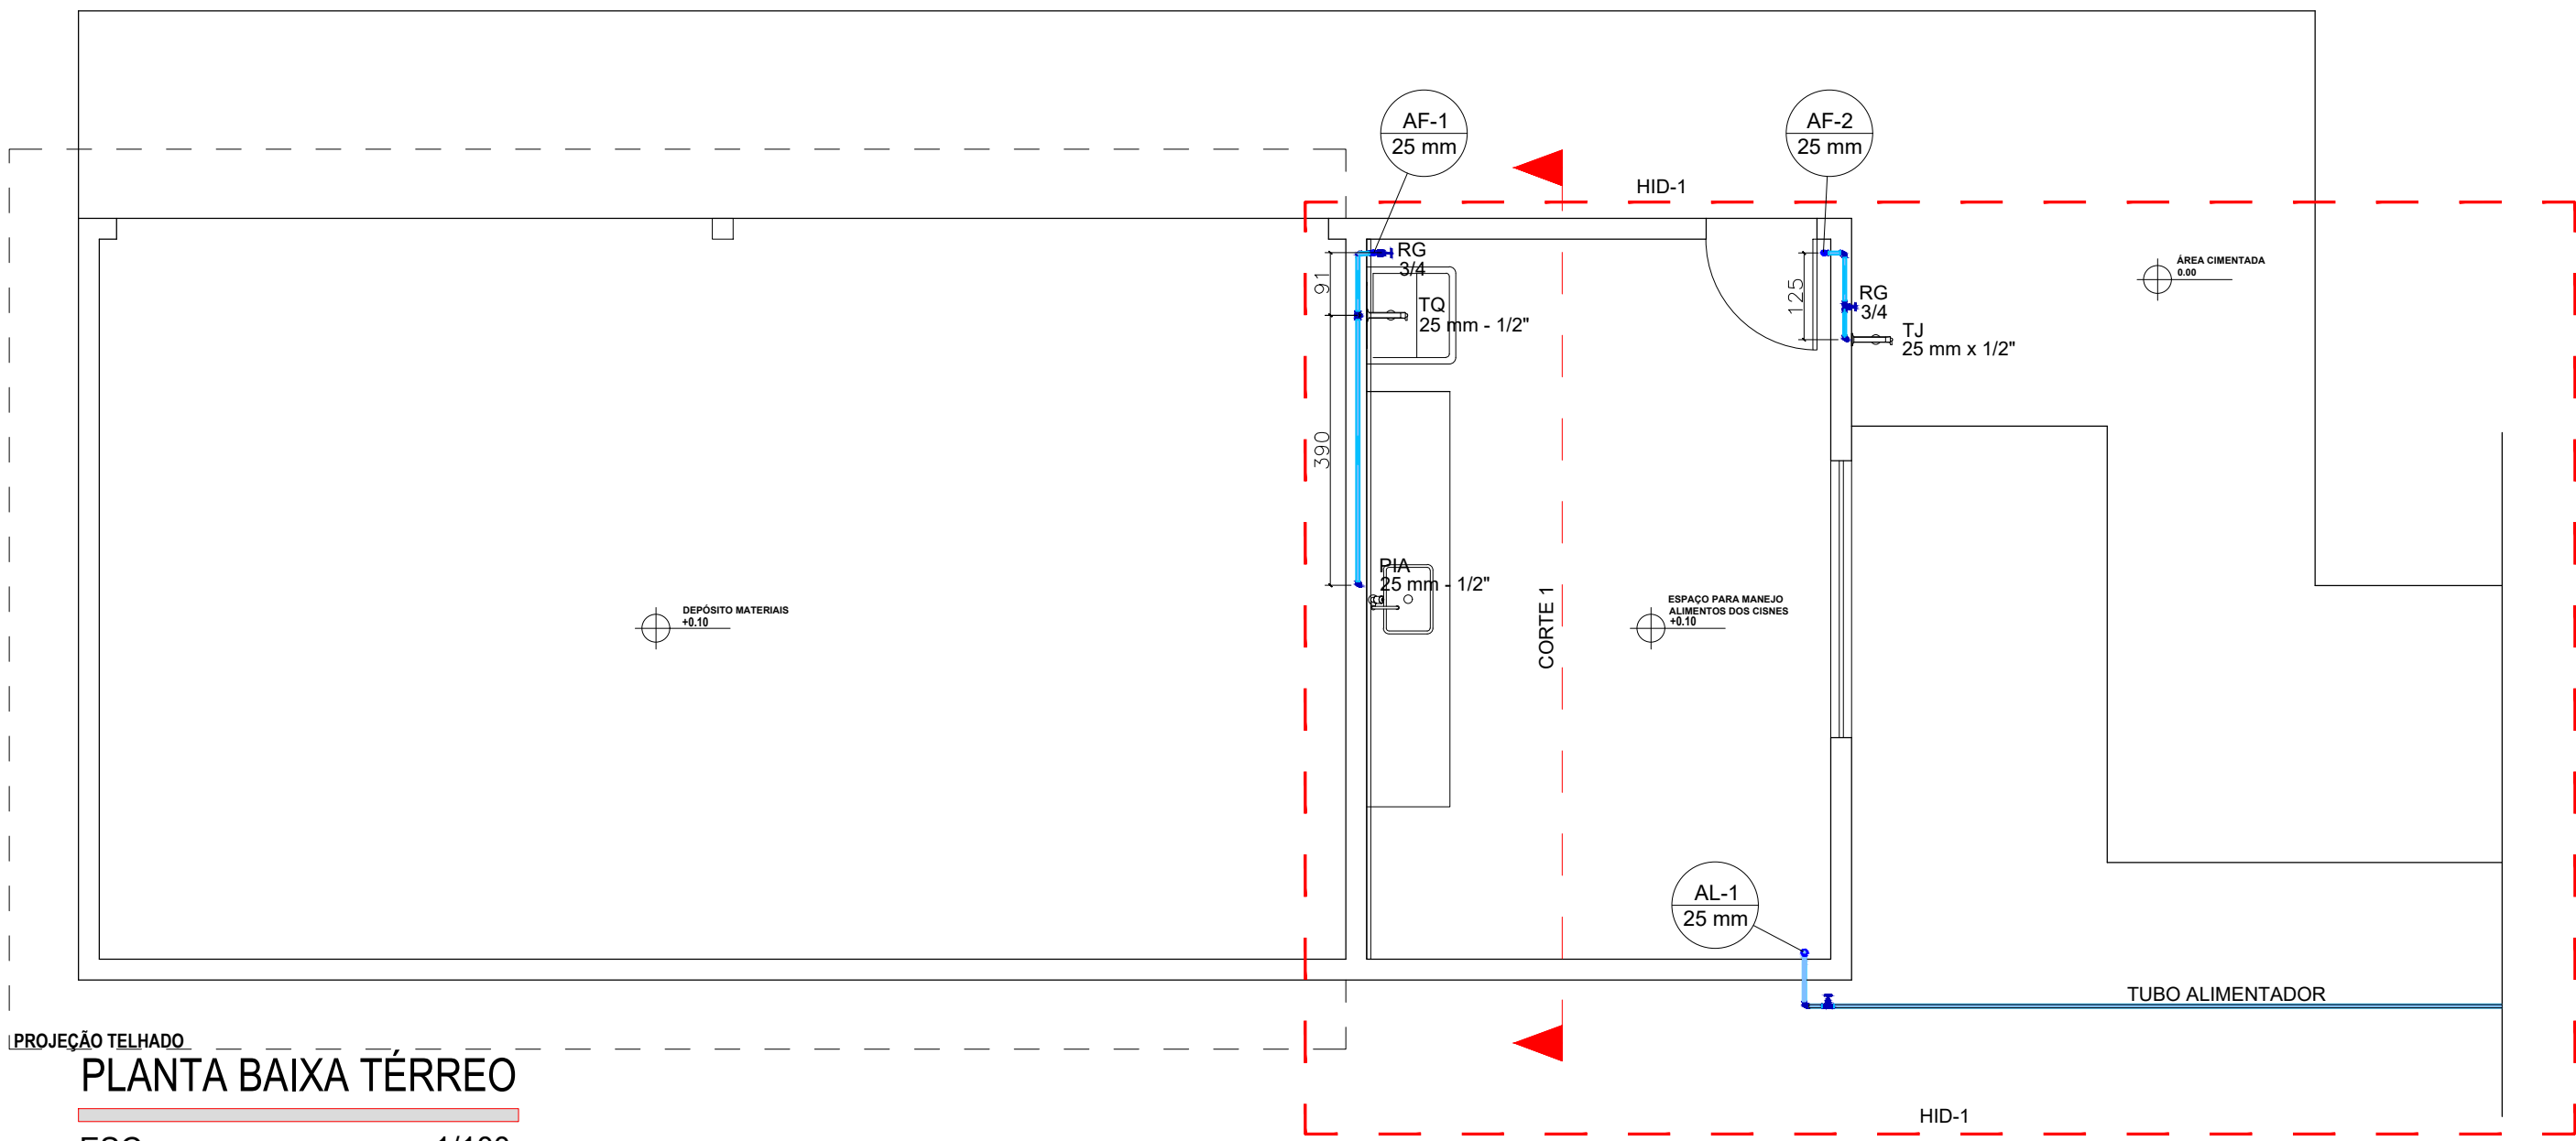 AF-1
25 mm
AF-2
25 mm
HID-1
RG
3/4
91
TQ
25 mm - 1/2"
125
RG
3/4
TJ
25 mm x 1/2"
ÁREA CIMENTADA
0.00
390
PIA
25 mm - 1/2"
DEPÓSITO MATERIAIS
+0.10
CORTE 1
ESPAÇO PARA MANEJO
ALIMENTOS DOS CISNES
+0.10
AL-1
25 mm
TUBO ALIMENTADOR
PROJEÇÃO TELHADO
PLANTA BAIXA TÉRREO
HID-1